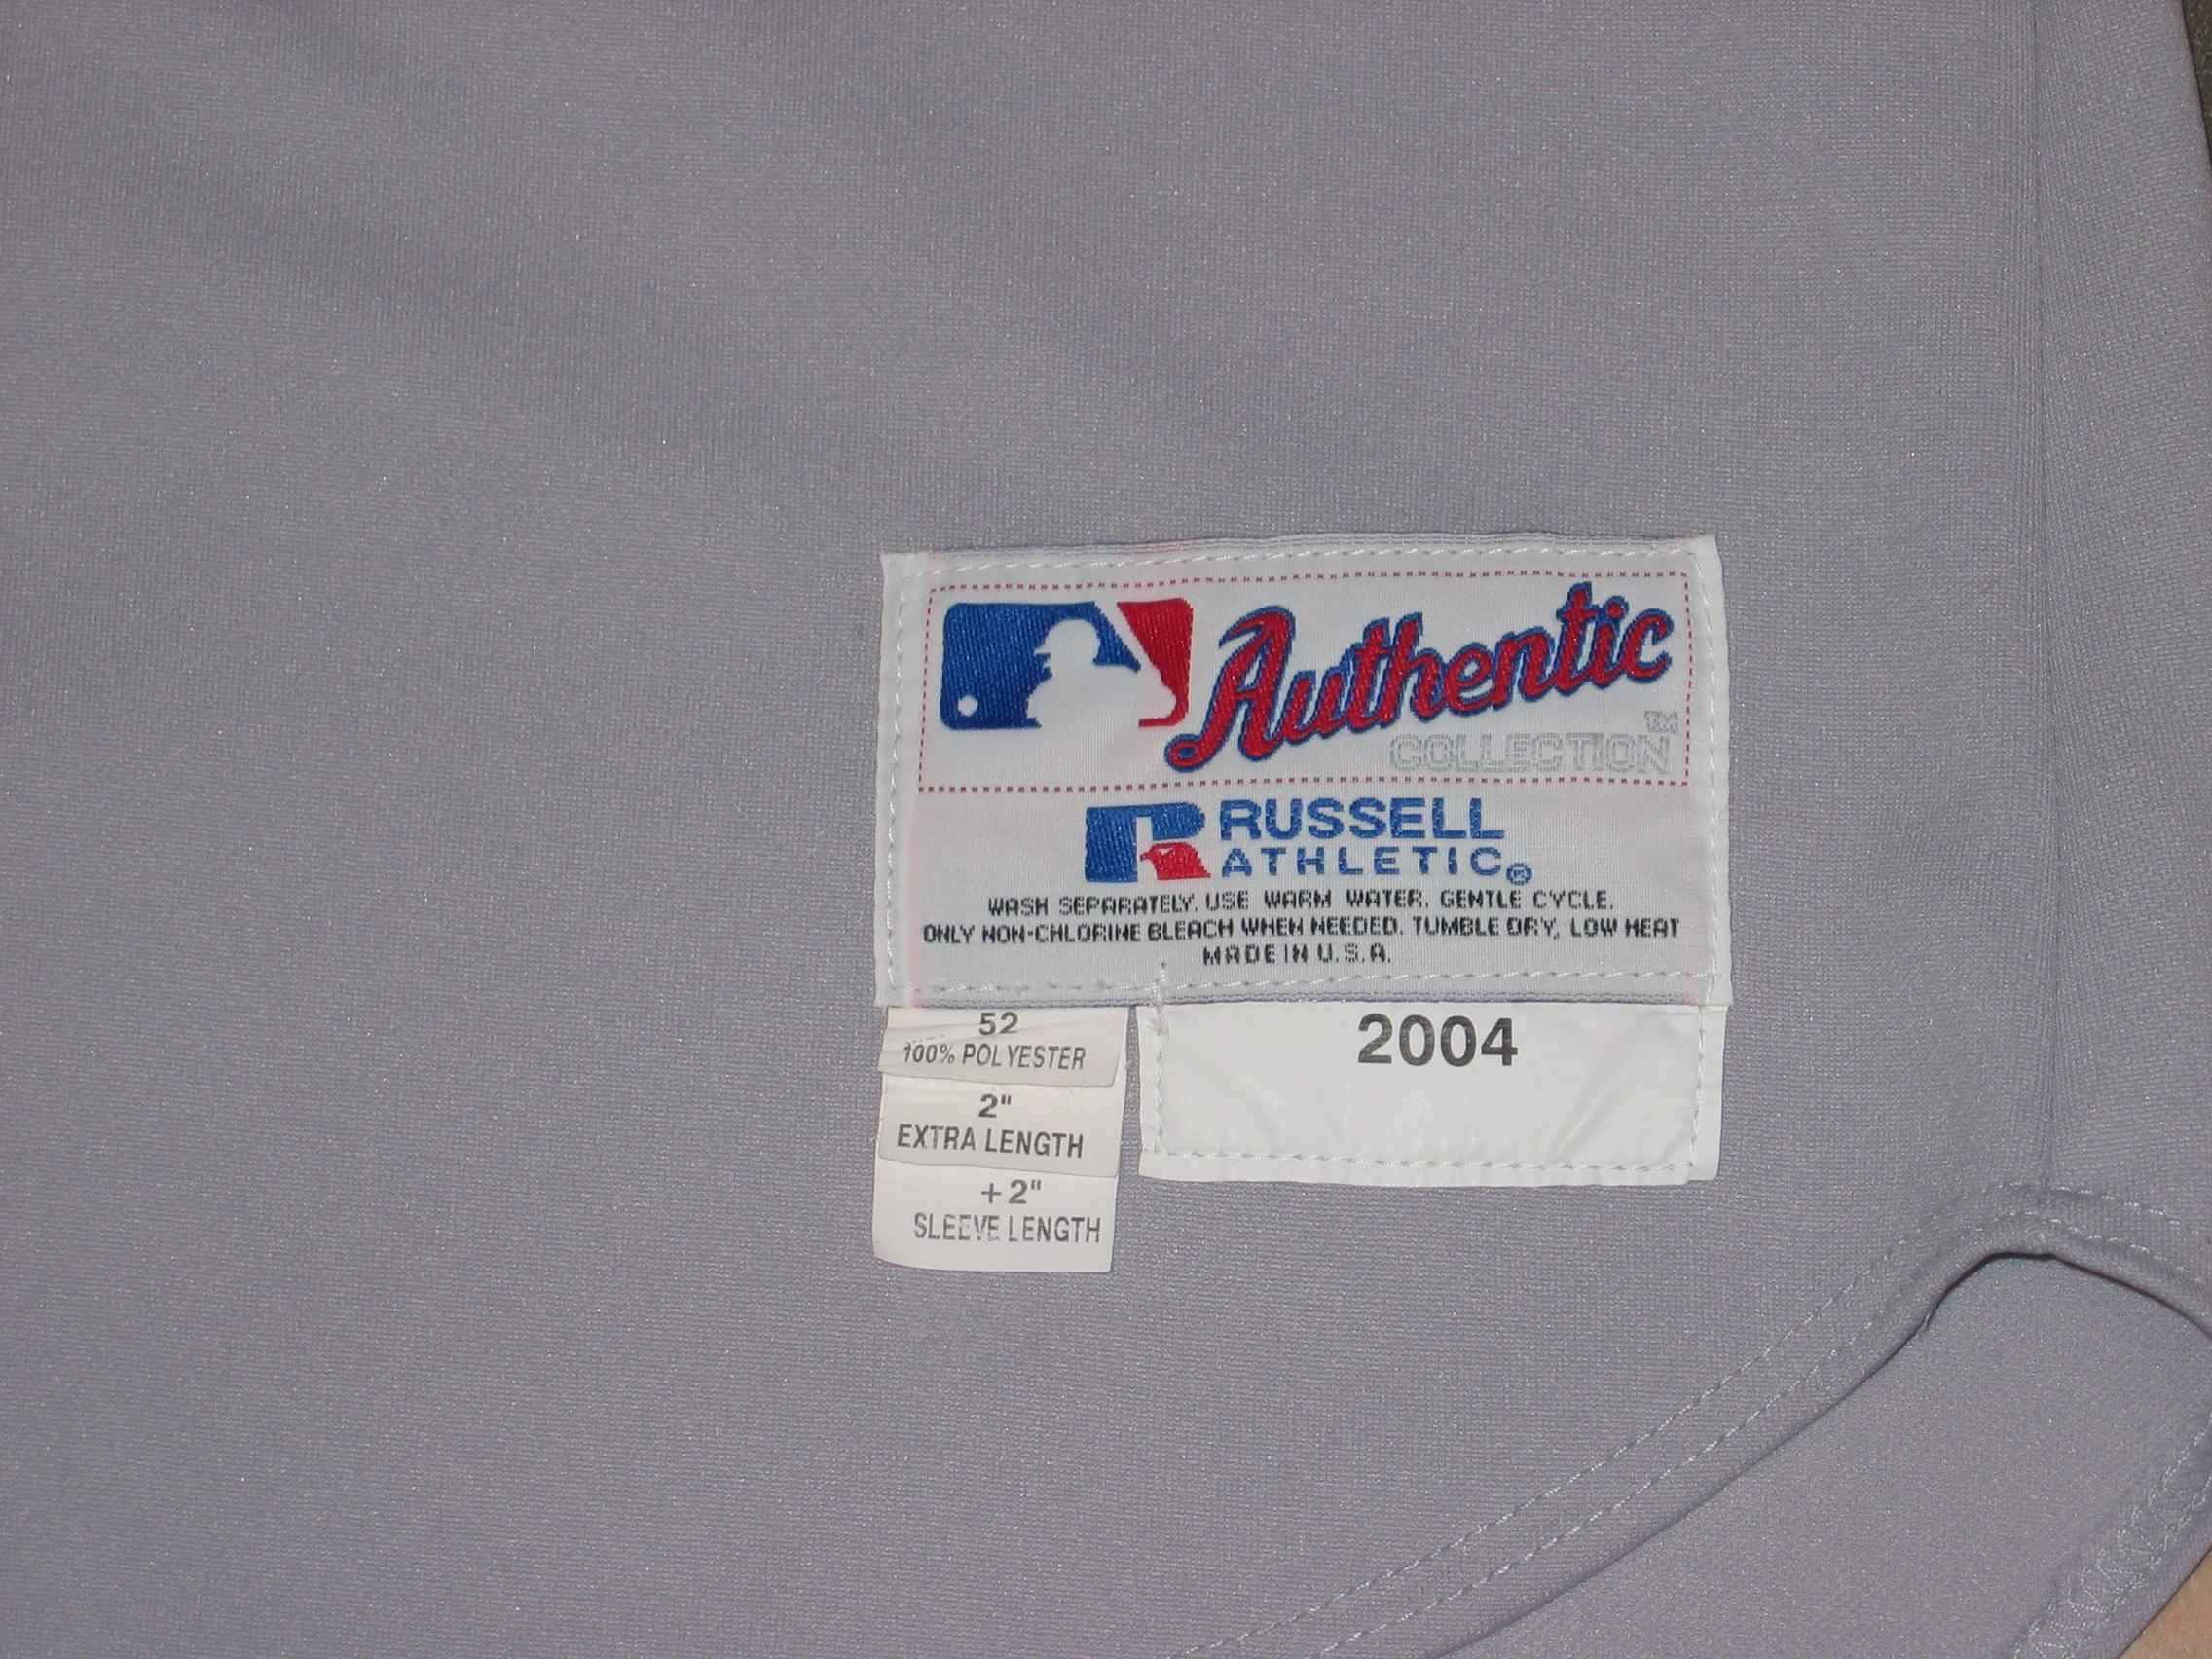 Authentic
COLLECTION™
RUSSELL
ATHLETIC®
WASH SEPARATELY. USE WARM WATER. GENTLE CYCLE.
ONLY NON-CHLORINE BLEACH WHEN NEEDED. TUMBLE DRY, LOW HEAT
MADE IN U.S.A.
52
100% POLYESTER
2"
EXTRA LENGTH
+2"
SLEEVE LENGTH
2004